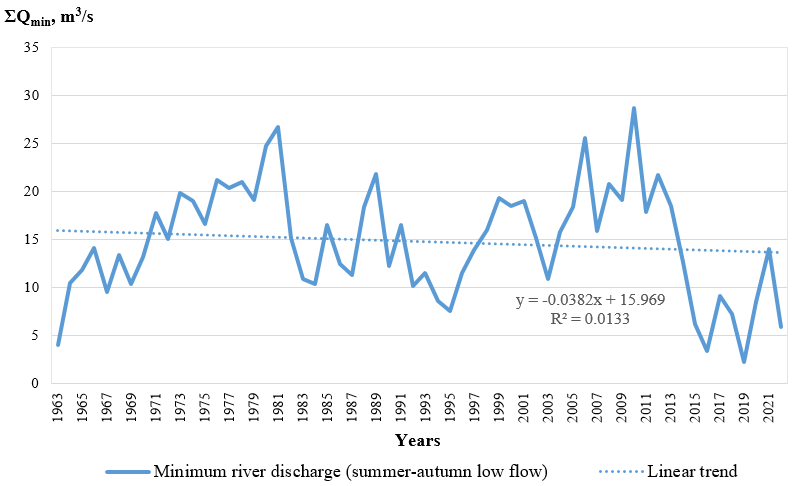 ΣQmin, m³/s
35
30
25
20
15
10
5
0
y = -0.0382x + 15.969
R² = 0.0133
1963 1965 1966 1967 1969 1971 1973 1975 1977 1979 1981 1983 1985 1987 1989 1991 1993 1995 1997 1999 2001 2003 2005 2007 2009 2011 2013 2015 2017 2019 2021
Years
Minimum river discharge (summer-autumn low flow) Linear trend